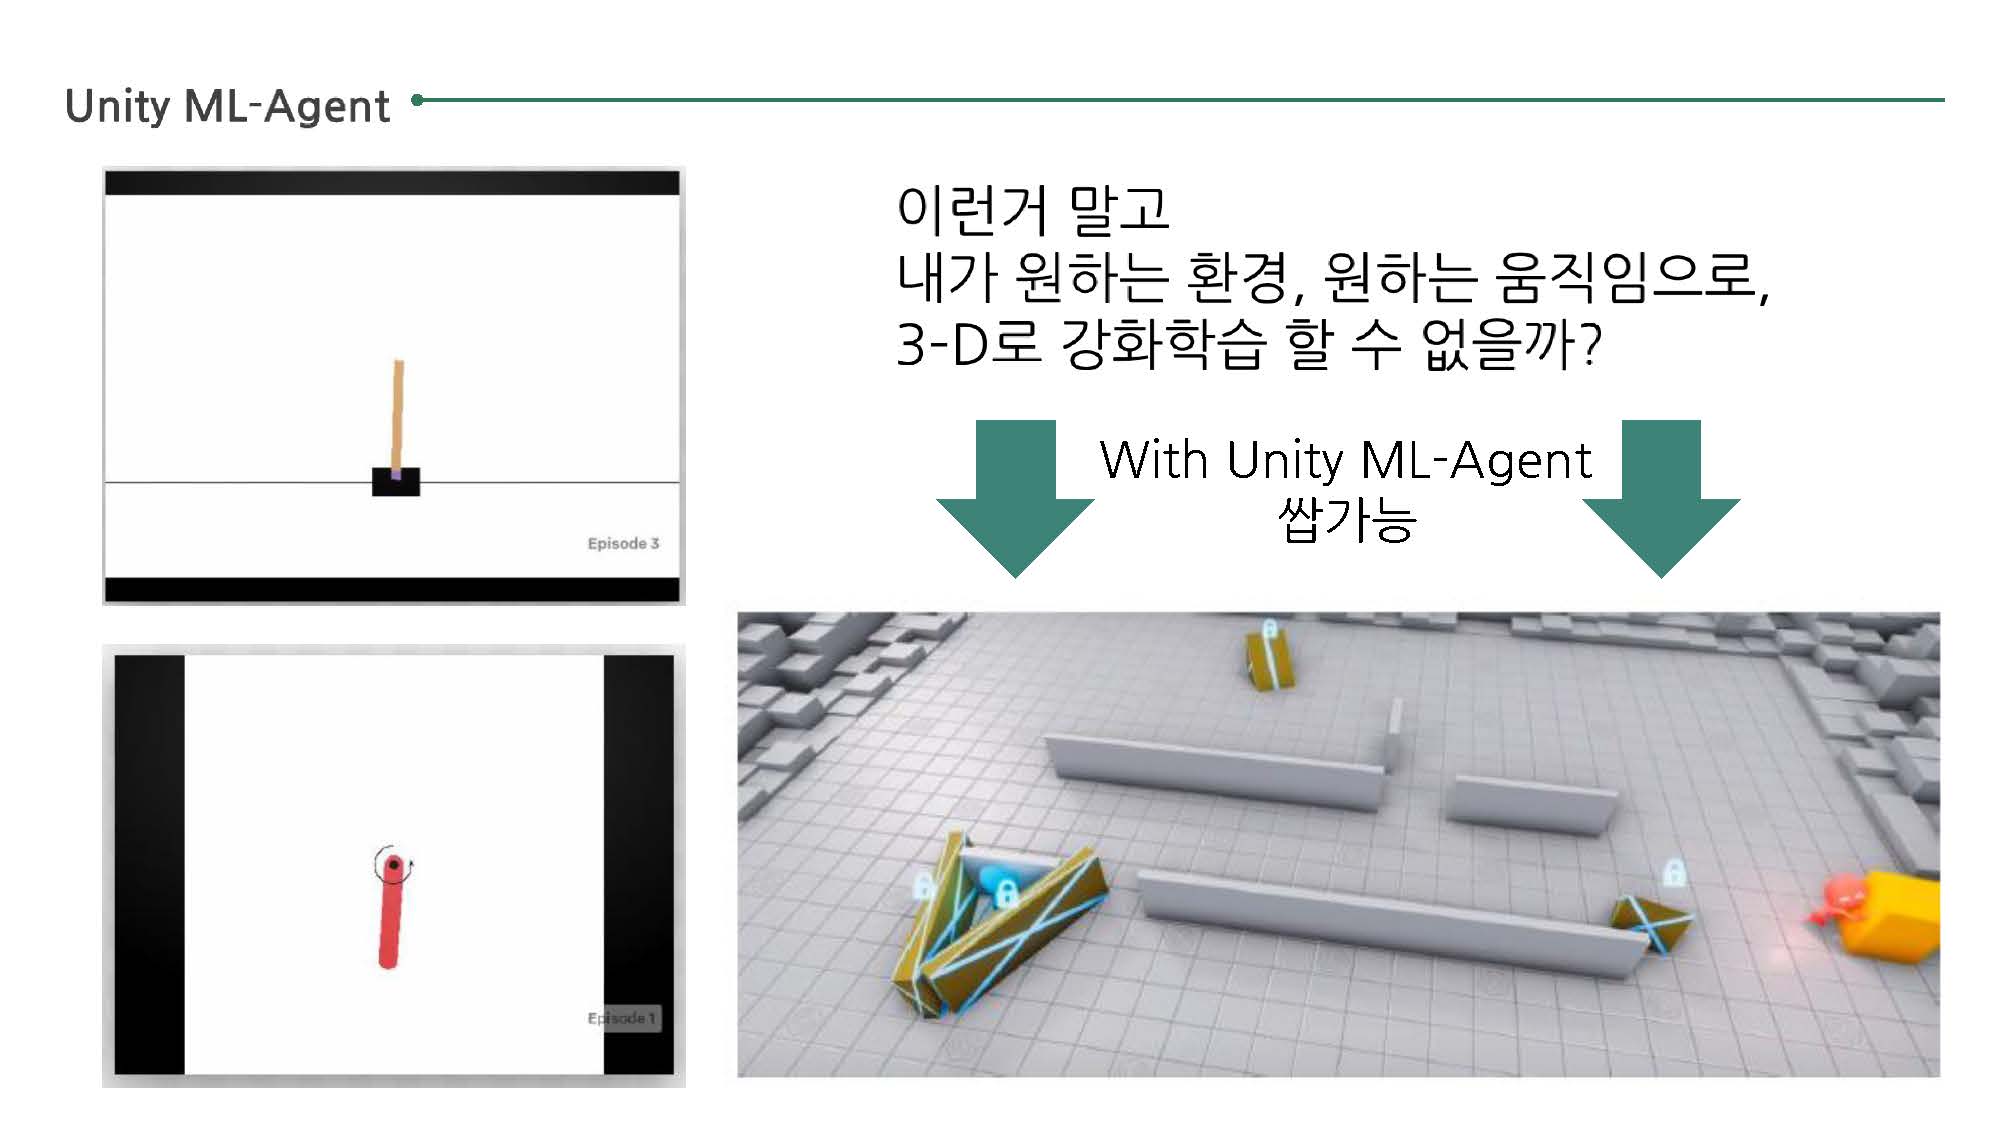 Unity ML-Agent
Episode 3
Episode 1
이런거 말고
내가 원하는 환경, 원하는 움직임으로,
3-D로 강화학습 할 수 없을까?
With Unity ML-Agent
쌉가능